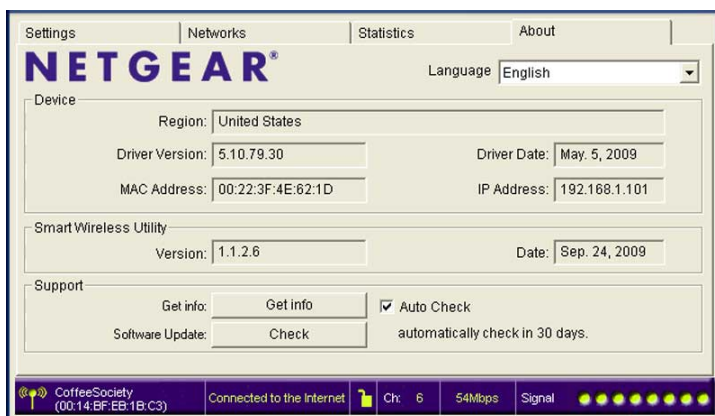 Settings Networks Statistics About
NETGEAR® Language English
Device
Region: United States
Driver Version: 5.10.79.30 Driver Date: May. 5, 2009
MAC Address: 00:22:3F:4E:62:1D IP Address: 192.168.1.101
Smart Wireless Utility
Version: 1.1.2.6 Date: Sep. 24, 2009
Support
Get info: Get info Auto Check
Software Update: Check automatically check in 30 days.
CoffeeSociety Connected to the Internet Ch: 6 54Mbps Signal
(00:14:BF:EB:1B:C3)